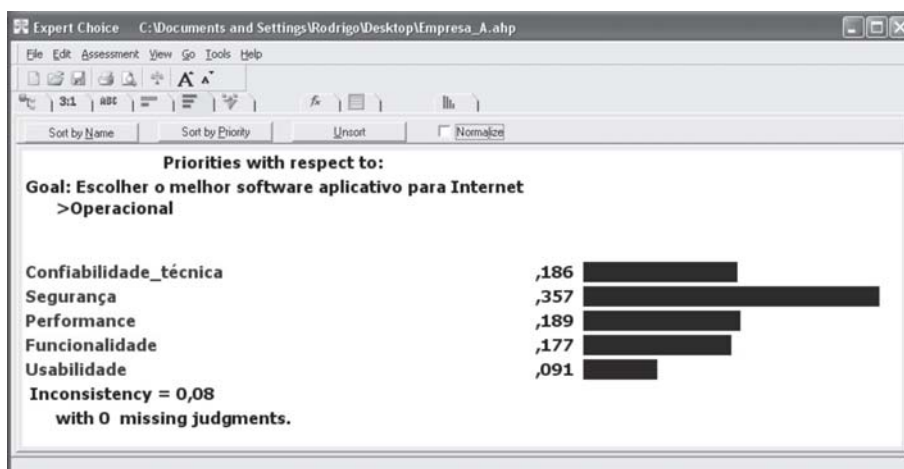 Expert Choice C:\Documents and Settings\Rodrigo\Desktop\Empresa_A.ahp
File Edit Assessment View Go Tools Help
A A
3:1 ABC fx
Sort by Name Sort by Priority Unsort Normalize
Priorities with respect to:
Goal: Escolher o melhor software aplicativo para Internet
>Operacional
Confiabilidade_técnica ,186
Segurança ,357
Performance ,189
Funcionalidade ,177
Usabilidade ,091
Inconsistency = 0,08
with 0 missing judgments.